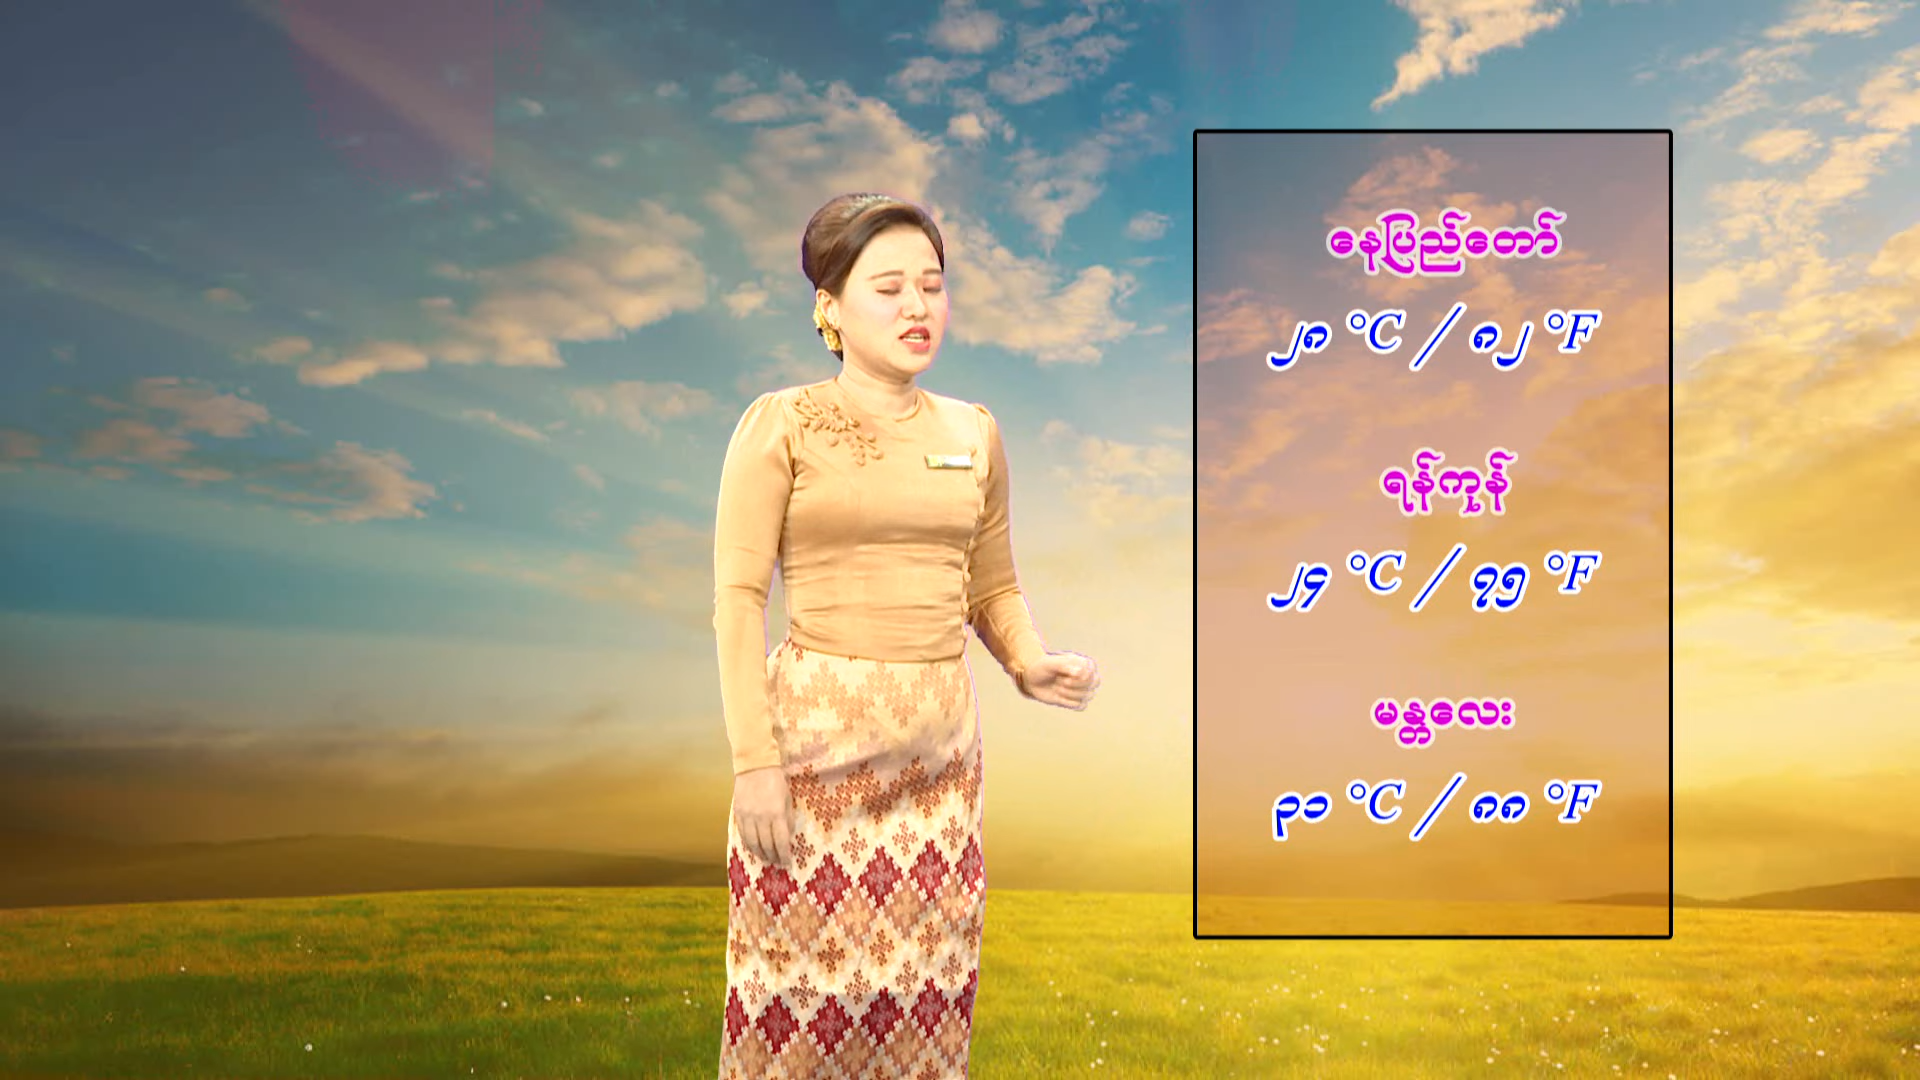 နေပြည်တော်
၂၈ °C / ၈၂ °F
ရန်ကုန်
၂၄ °C / ၇၅ °F
မန္တလေး
၃၁ °C / ၈၈ °F